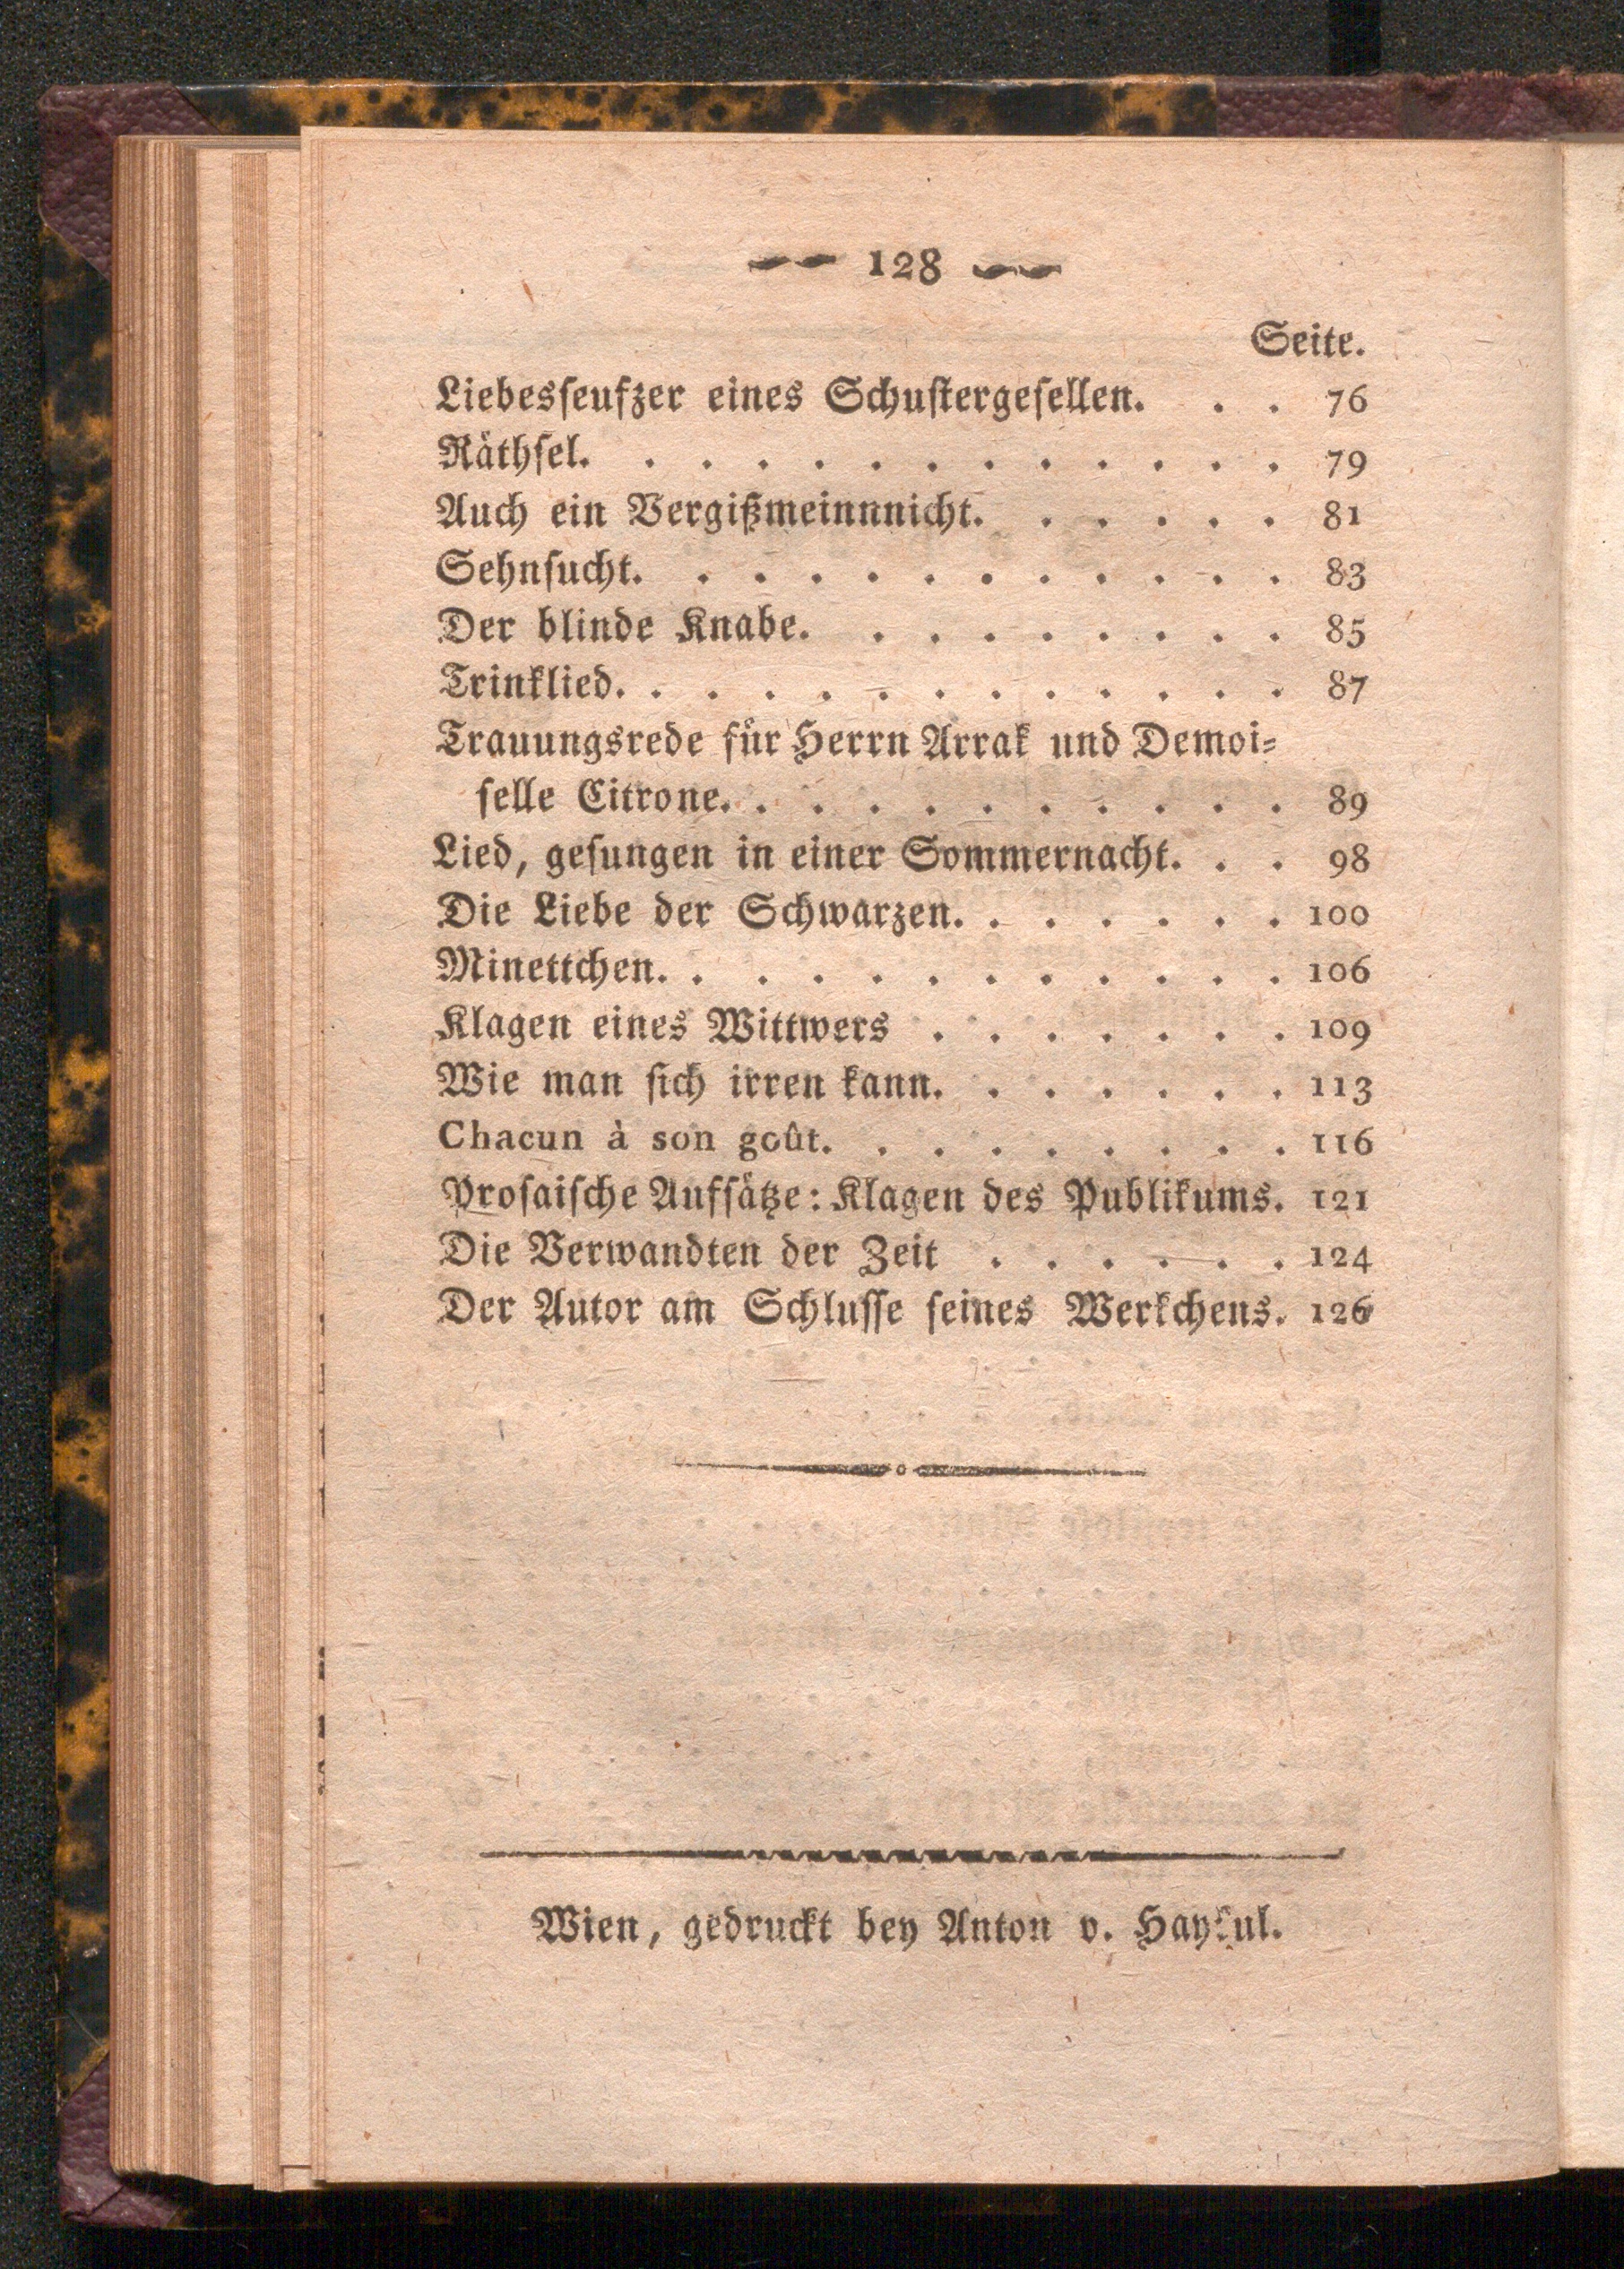 128
Seite.
Liebesseufzer eines Schustergesellen. . . 76
Räthsel. . . . . . . . . . . . . 79
Auch ein Vergißmeinnnicht. . . . . . 81
Sehnsucht. . . . . . . . . . . . 83
Der blinde Knabe. . . . . . . . . 85
Trinklied. . . . . . . . . . . . . 87
Trauungsrede für Herrn Arrak und Demoi-
selle Citrone. . . . . . . . . . . 89
Lied, gesungen in einer Sommernacht. . . 98
Die Liebe der Schwarzen. . . . . . . 100
Minettchen. . . . . . . . . . . . 106
Klagen eines Wittwers . . . . . . . 109
Wie man sich irren kann. . . . . . . 113
Chacun à son goût. . . . . . . . . 116
Prosaische Aufsätze: Klagen des Publikums. 121
Die Verwandten der Zeit . . . . . . 124
Der Autor am Schlusse seines Werkchens. 126
Wien, gedruckt bey Anton v. Haykul.